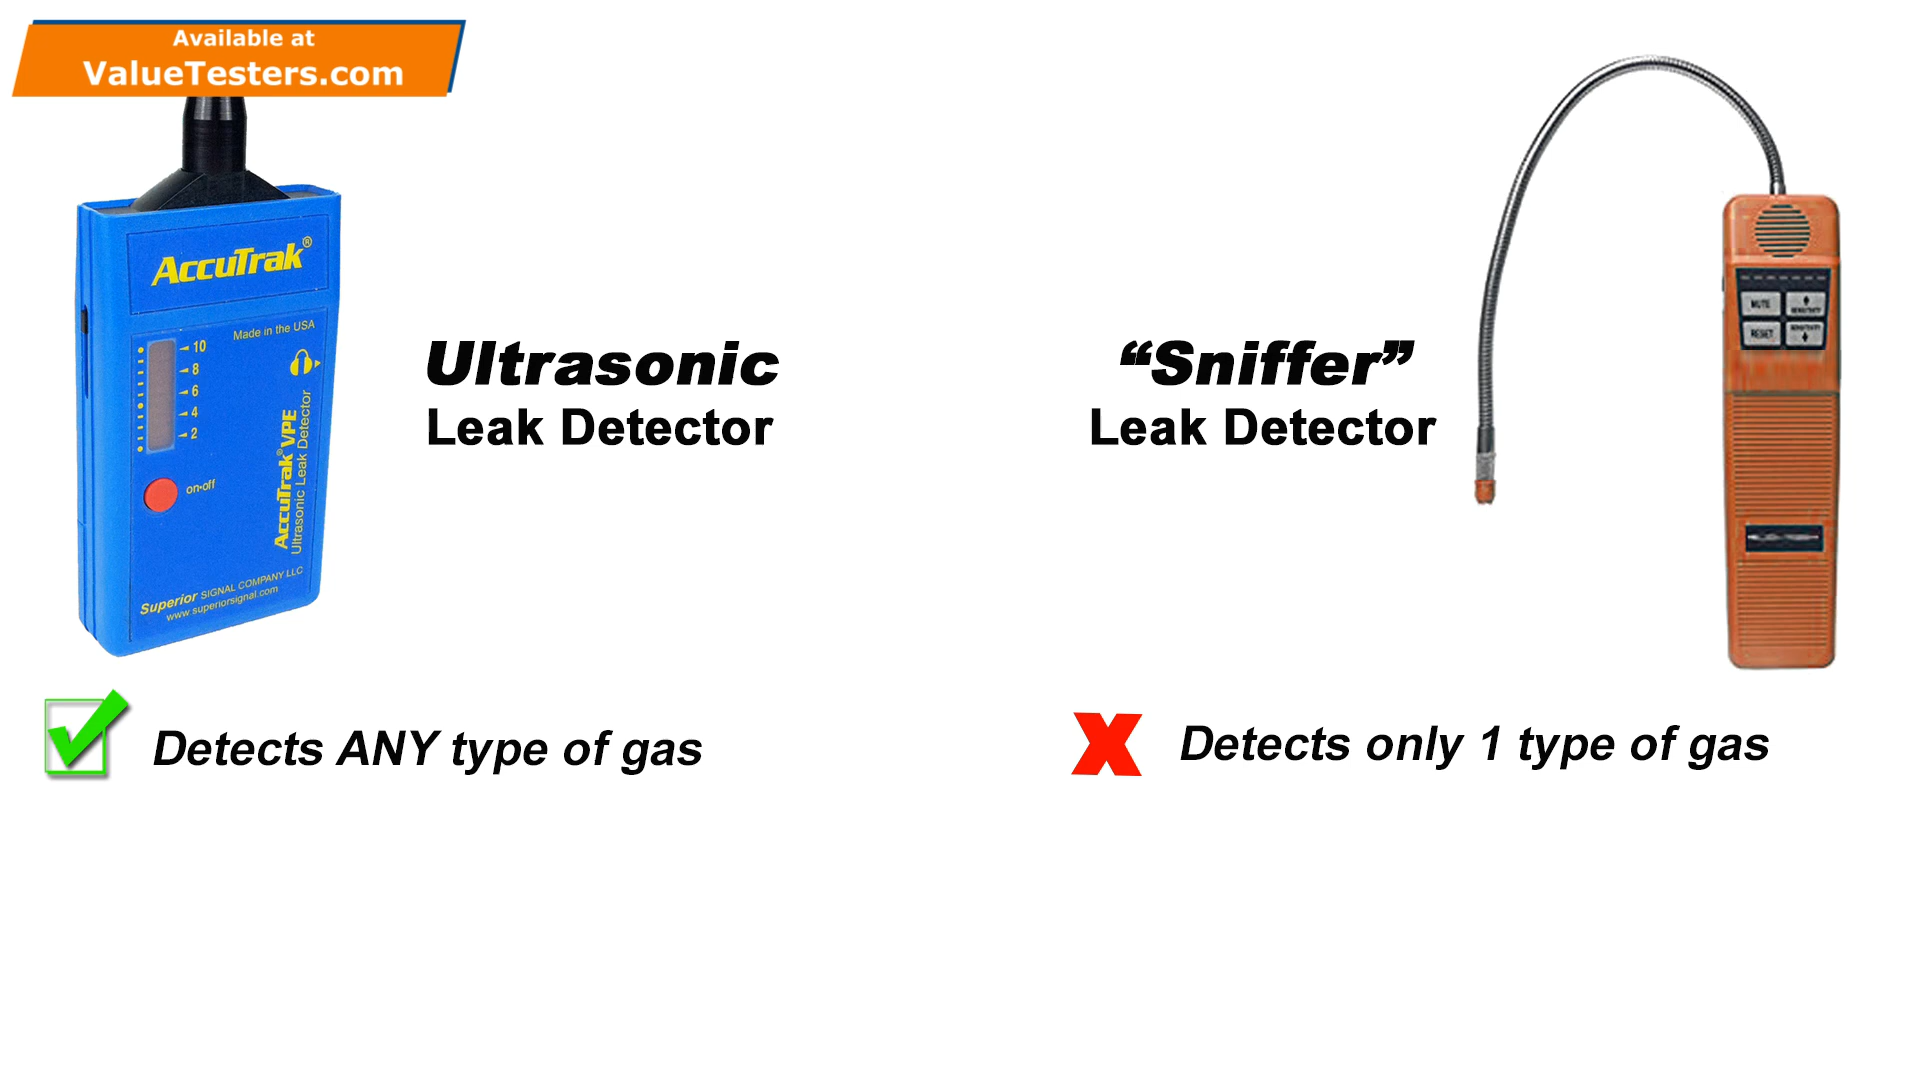 Available at
ValueTesters.com
AccuTrak®
Made in the USA
10
8
6
4
2
on•off
AccuTrak® VPE
Ultrasonic Leak Detector
Superior SIGNAL COMPANY LLC
www.superiorsignal.com
Ultrasonic
Leak Detector
“Sniffer”
Leak Detector
MUTE
SENSITIVITY
RESET
SENSITIVITY
Detects ANY type of gas
X Detects only 1 type of gas